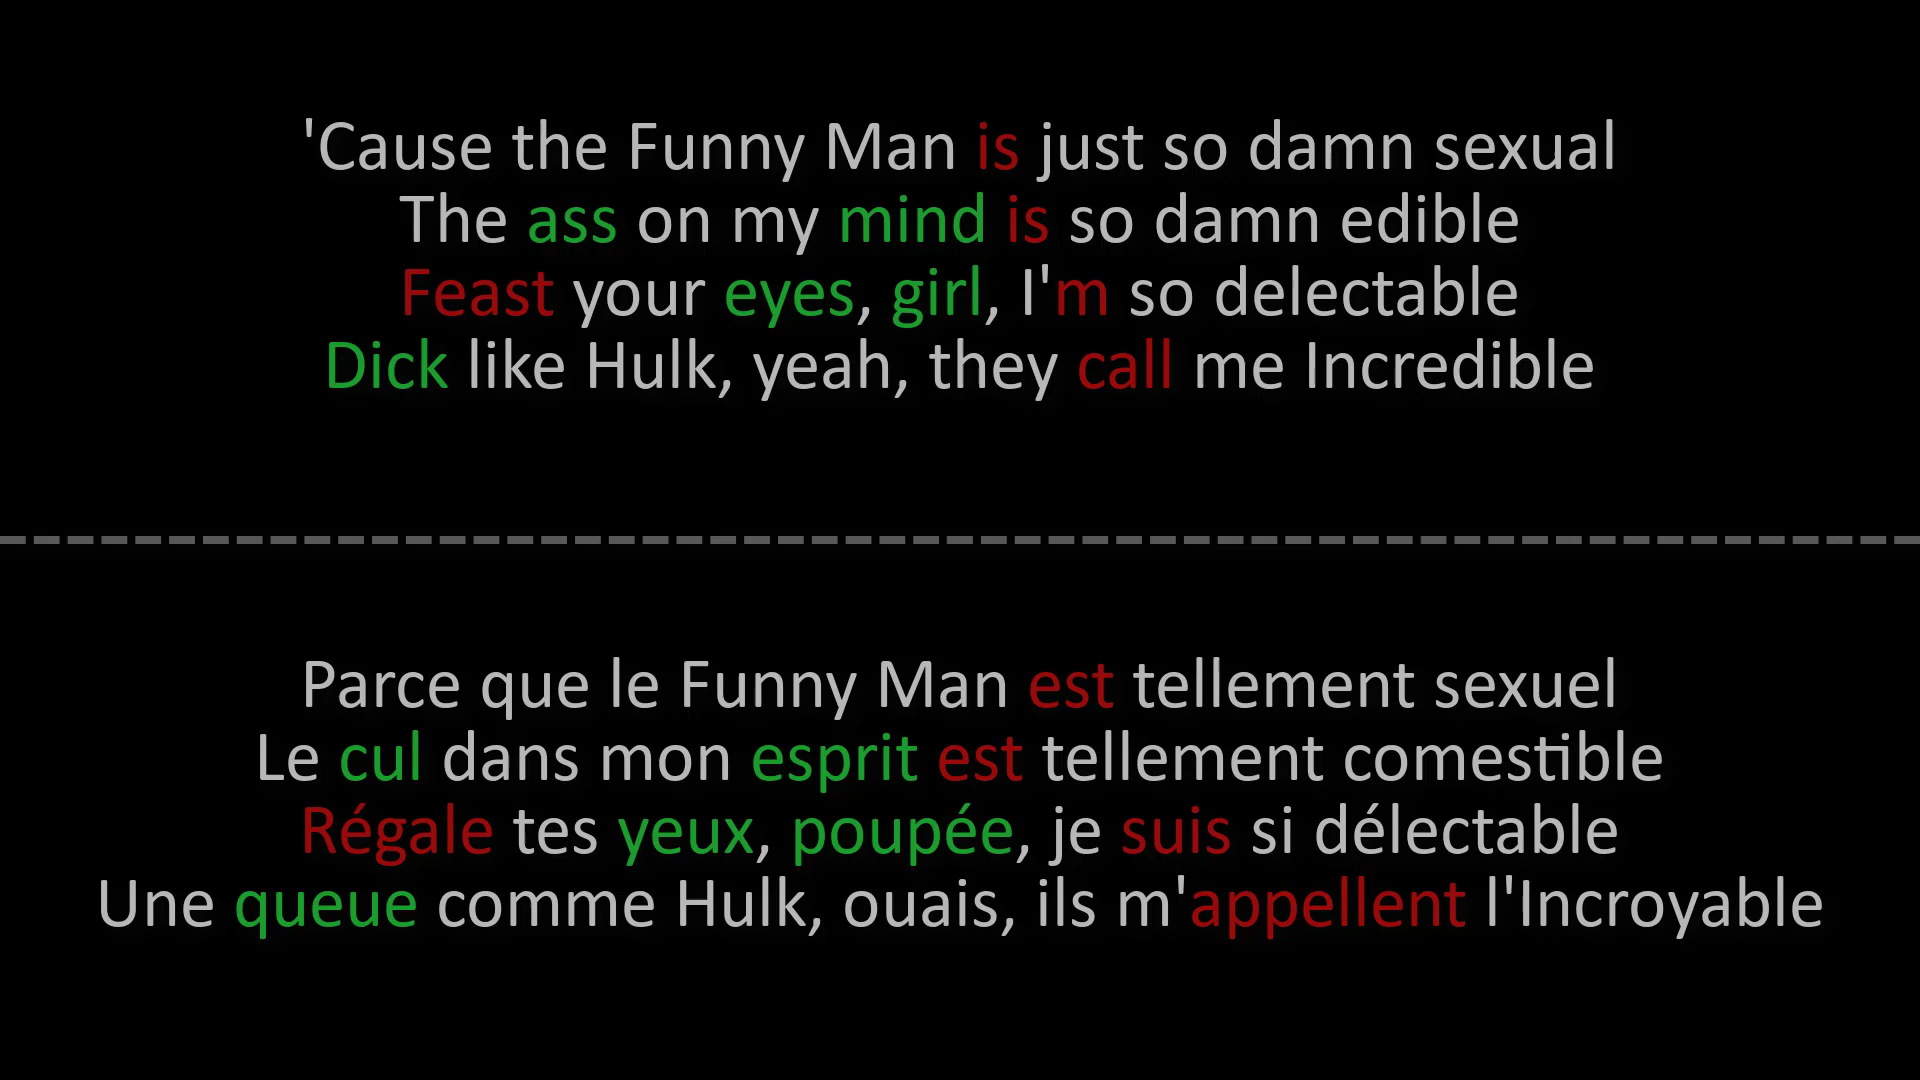 'Cause the Funny Man is just so damn sexual
The ass on my mind is so damn edible
Feast your eyes, girl, I'm so delectable
Dick like Hulk, yeah, they call me Incredible
Parce que le Funny Man est tellement sexuel
Le cul dans mon esprit est tellement comestible
Régale tes yeux, poupée, je suis si délectable
Une queue comme Hulk, ouais, ils m'appellent l'Incroyable